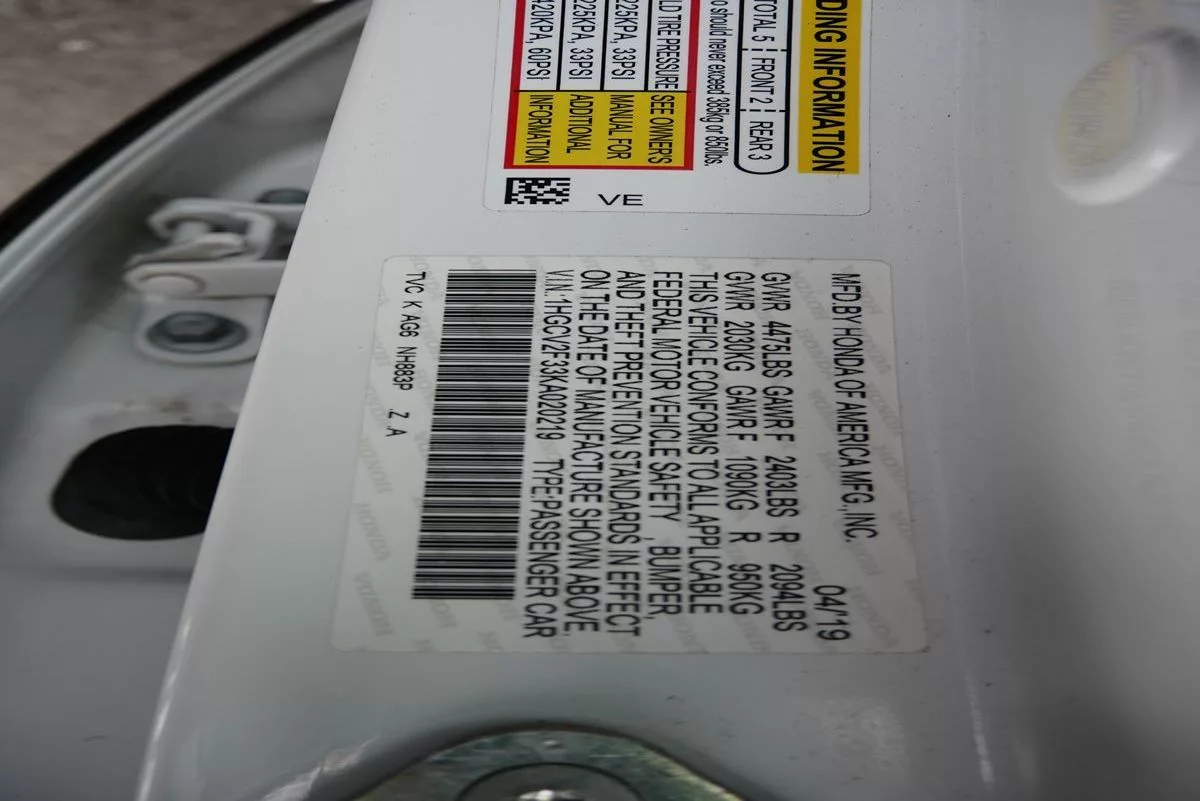 DING INFORMATION
TOTAL 5 FRONT 2 REAR 3
o should never exceed 385kg or 850lbs.
LD TIRE PRESSURE SEE OWNER'S
225KPA, 33PSI MANUAL FOR
225KPA, 33PSI ADDITIONAL
420KPA, 60PSI INFORMATION
VE
MFD BY HONDA OF AMERICA MFG., INC. 04/'19
GVWR 4475LBS GAWR F 2403LBS R 2094LBS
GVWR 2030KG GAWR F 1090KG R 950KG
THIS VEHICLE CONFORMS TO ALL APPLICABLE
FEDERAL MOTOR VEHICLE SAFETY , BUMPER,
AND THEFT PREVENTION STANDARDS IN EFFECT
ON THE DATE OF MANUFACTURE SHOWN ABOVE.
V.I.N.:1HGCV2F33KA020219 TYPE:PASSENGER CAR
TVC K AG6 NH883P Z A